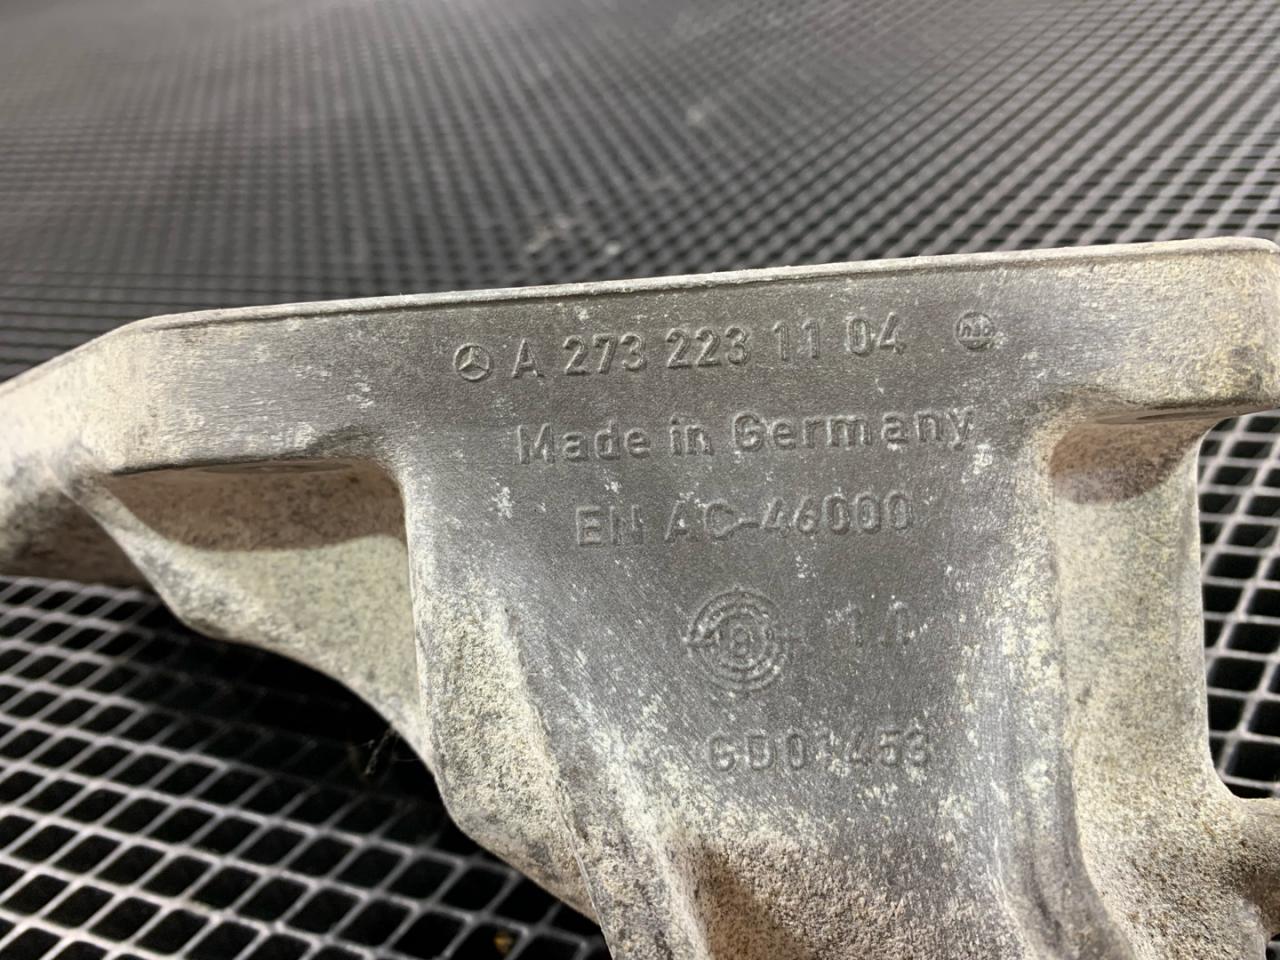 A 273 223 11 04
Made in Germany
EN AC-46000